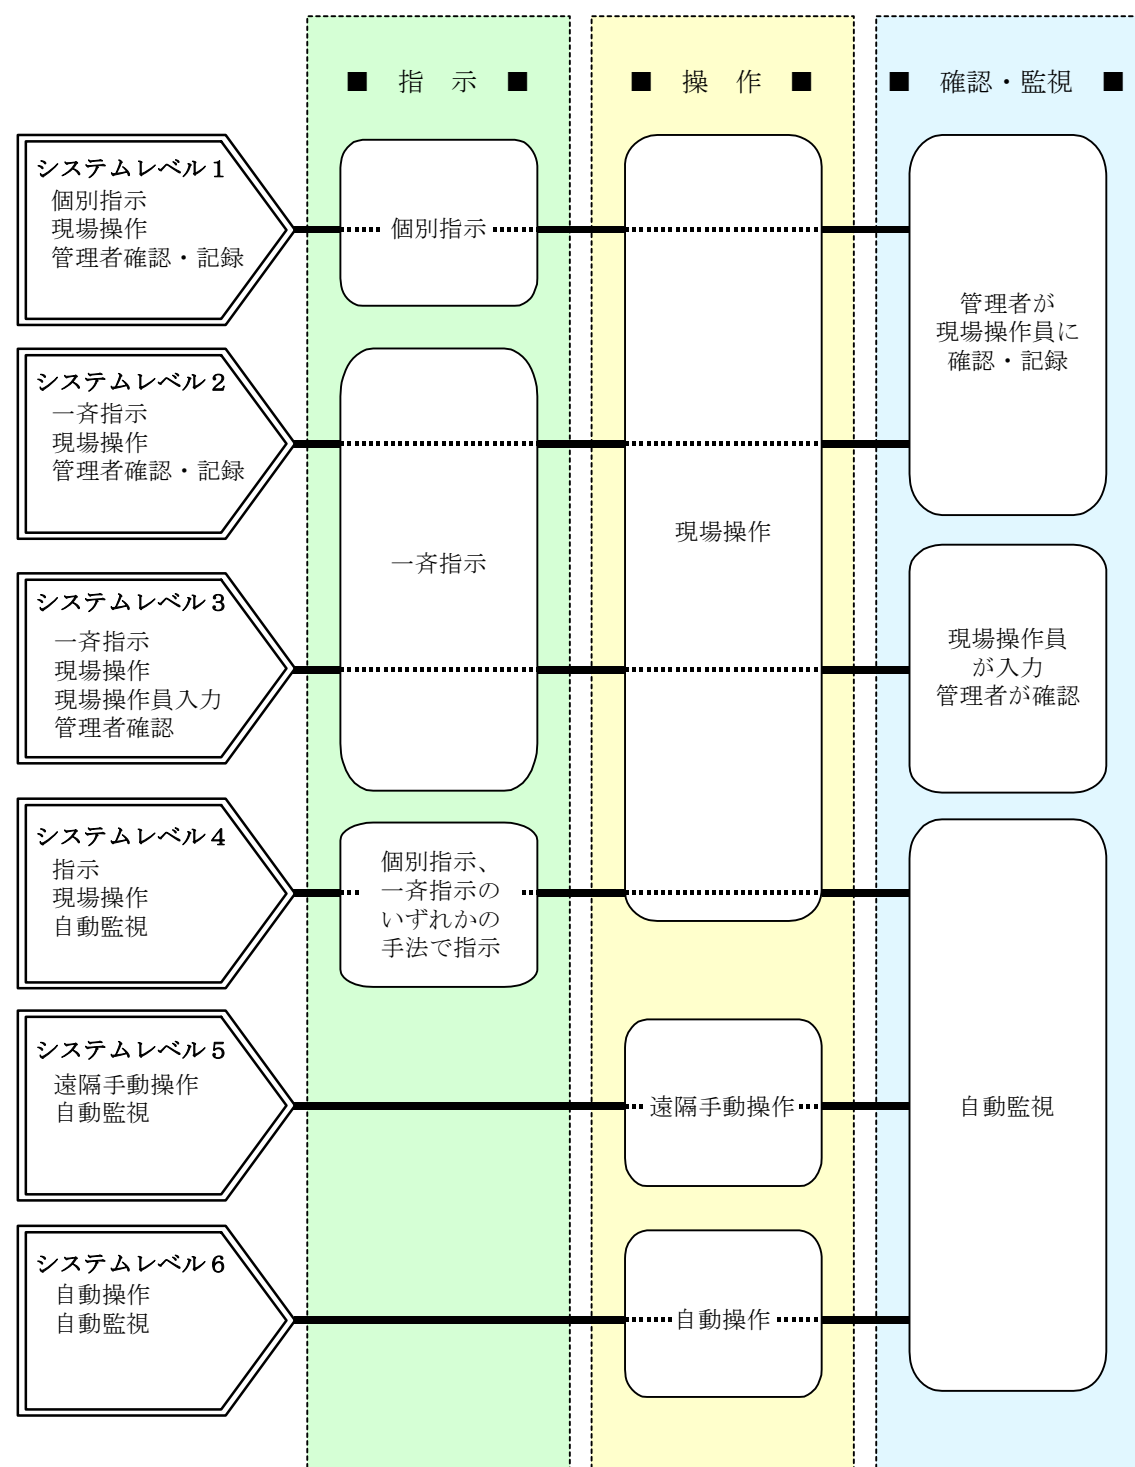 ■ 指 示 ■
■ 操 作 ■
■ 確認・監視 ■
システムレベル１
個別指示
現場操作
管理者確認・記録
個別指示
管理者が
現場操作員に
確認・記録
システムレベル２
一斉指示
現場操作
管理者確認・記録
一斉指示
現場操作
システムレベル３
一斉指示
現場操作
現場操作員入力
管理者確認
現場操作員
が入力
管理者が確認
システムレベル４
指示
現場操作
自動監視
個別指示、
一斉指示の
いずれかの
手法で指示
システムレベル５
遠隔手動操作
自動監視
遠隔手動操作
自動監視
システムレベル６
自動操作
自動監視
自動操作